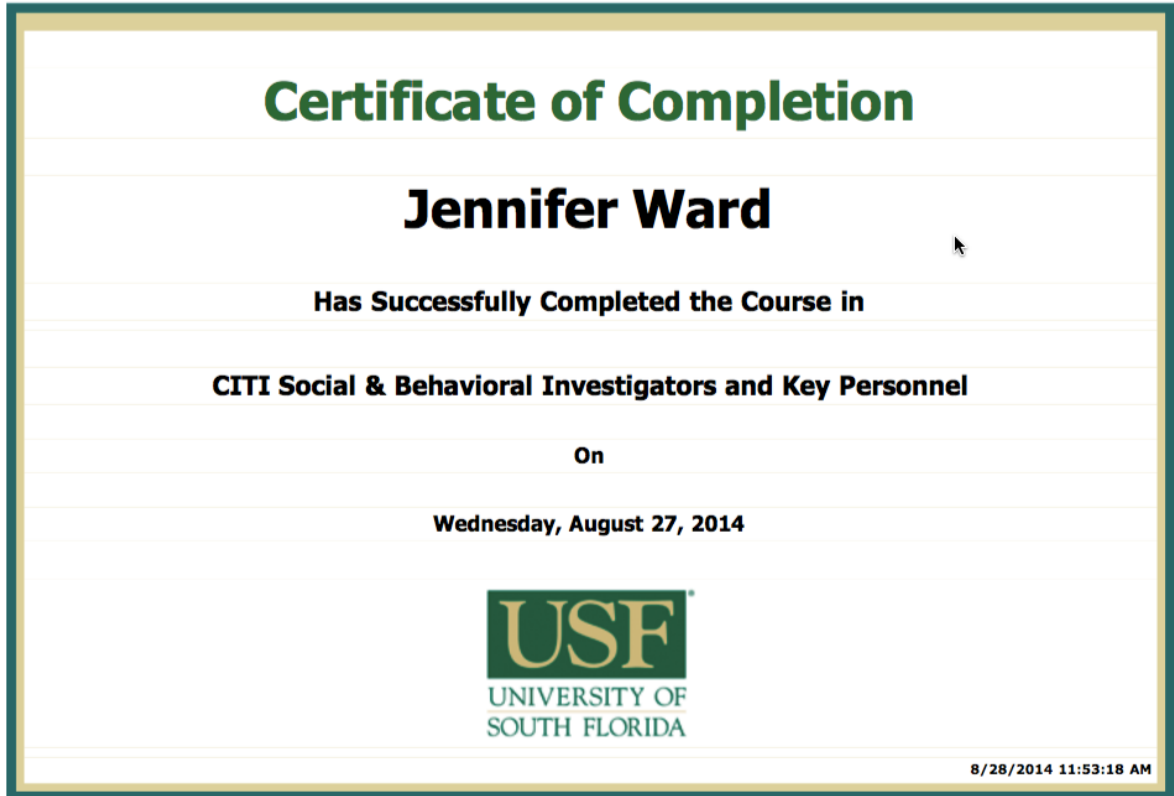 Certificate of Completion
Jennifer Ward
Has Successfully Completed the Course in
CITI Social & Behavioral Investigators and Key Personnel
On
Wednesday, August 27, 2014
USF
UNIVERSITY OF
SOUTH FLORIDA
8/28/2014 11:53:18 AM